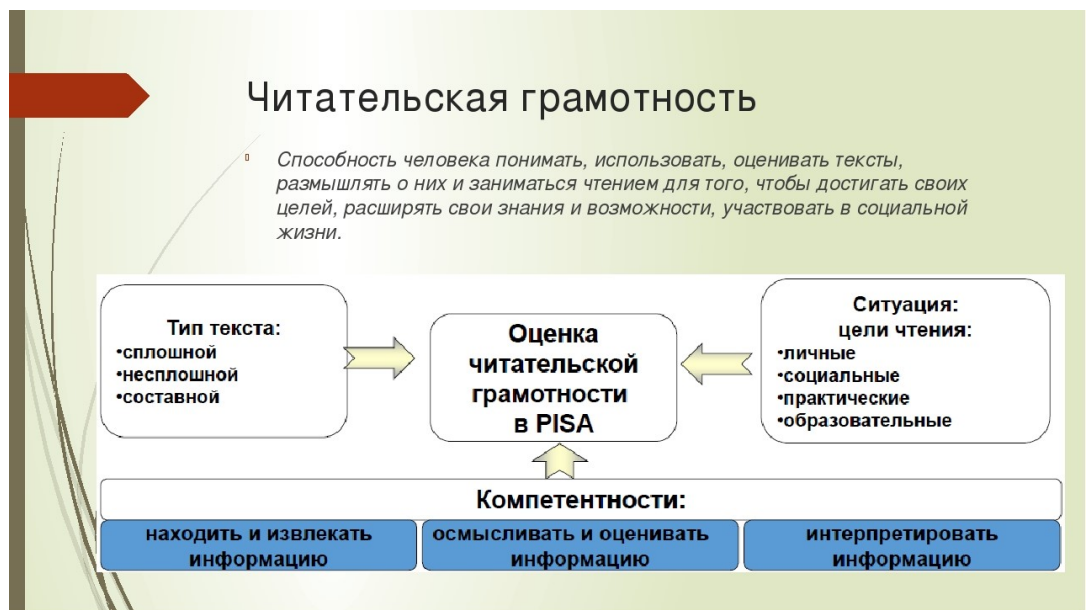 Читательская грамотность
Способность человека понимать, использовать, оценивать тексты,
размышлять о них и заниматься чтением для того, чтобы достигать своих
целей, расширять свои знания и возможности, участвовать в социальной
жизни.
Тип текста:
•сплошной
•несплошной
•составной
Оценка
читательской
грамотности
в PISA
Ситуация:
цели чтения:
•личные
•социальные
•практические
•образовательные
Компетентности:
находить и извлекать
информацию
осмысливать и оценивать
информацию
интерпретировать
информацию